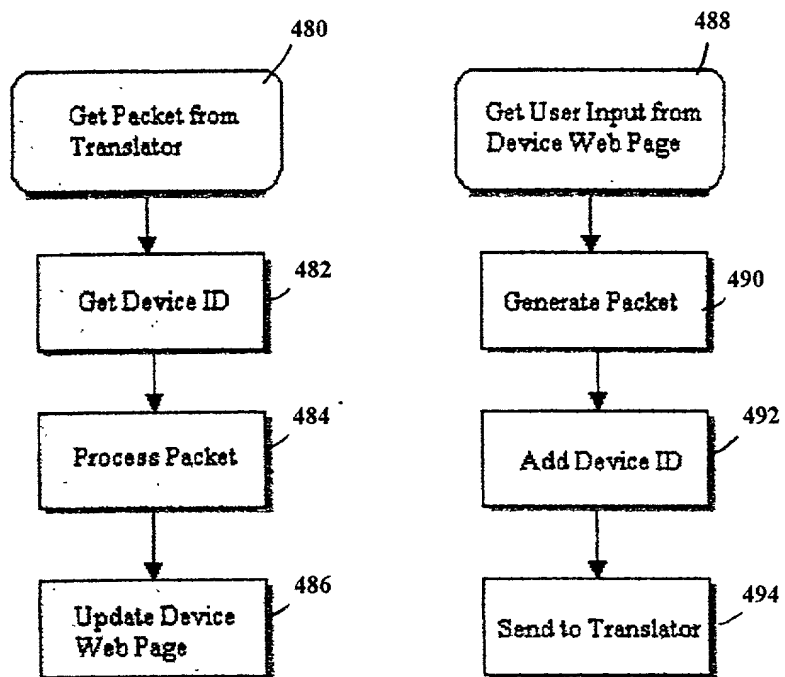 480
Get Packet from
Translator
482
Get Device ID
484
Process Packet
486
Update Device
Web Page
488
Get User Input from
Device Web Page
490
Generate Packet
492
Add Device ID
494
Send to Translator